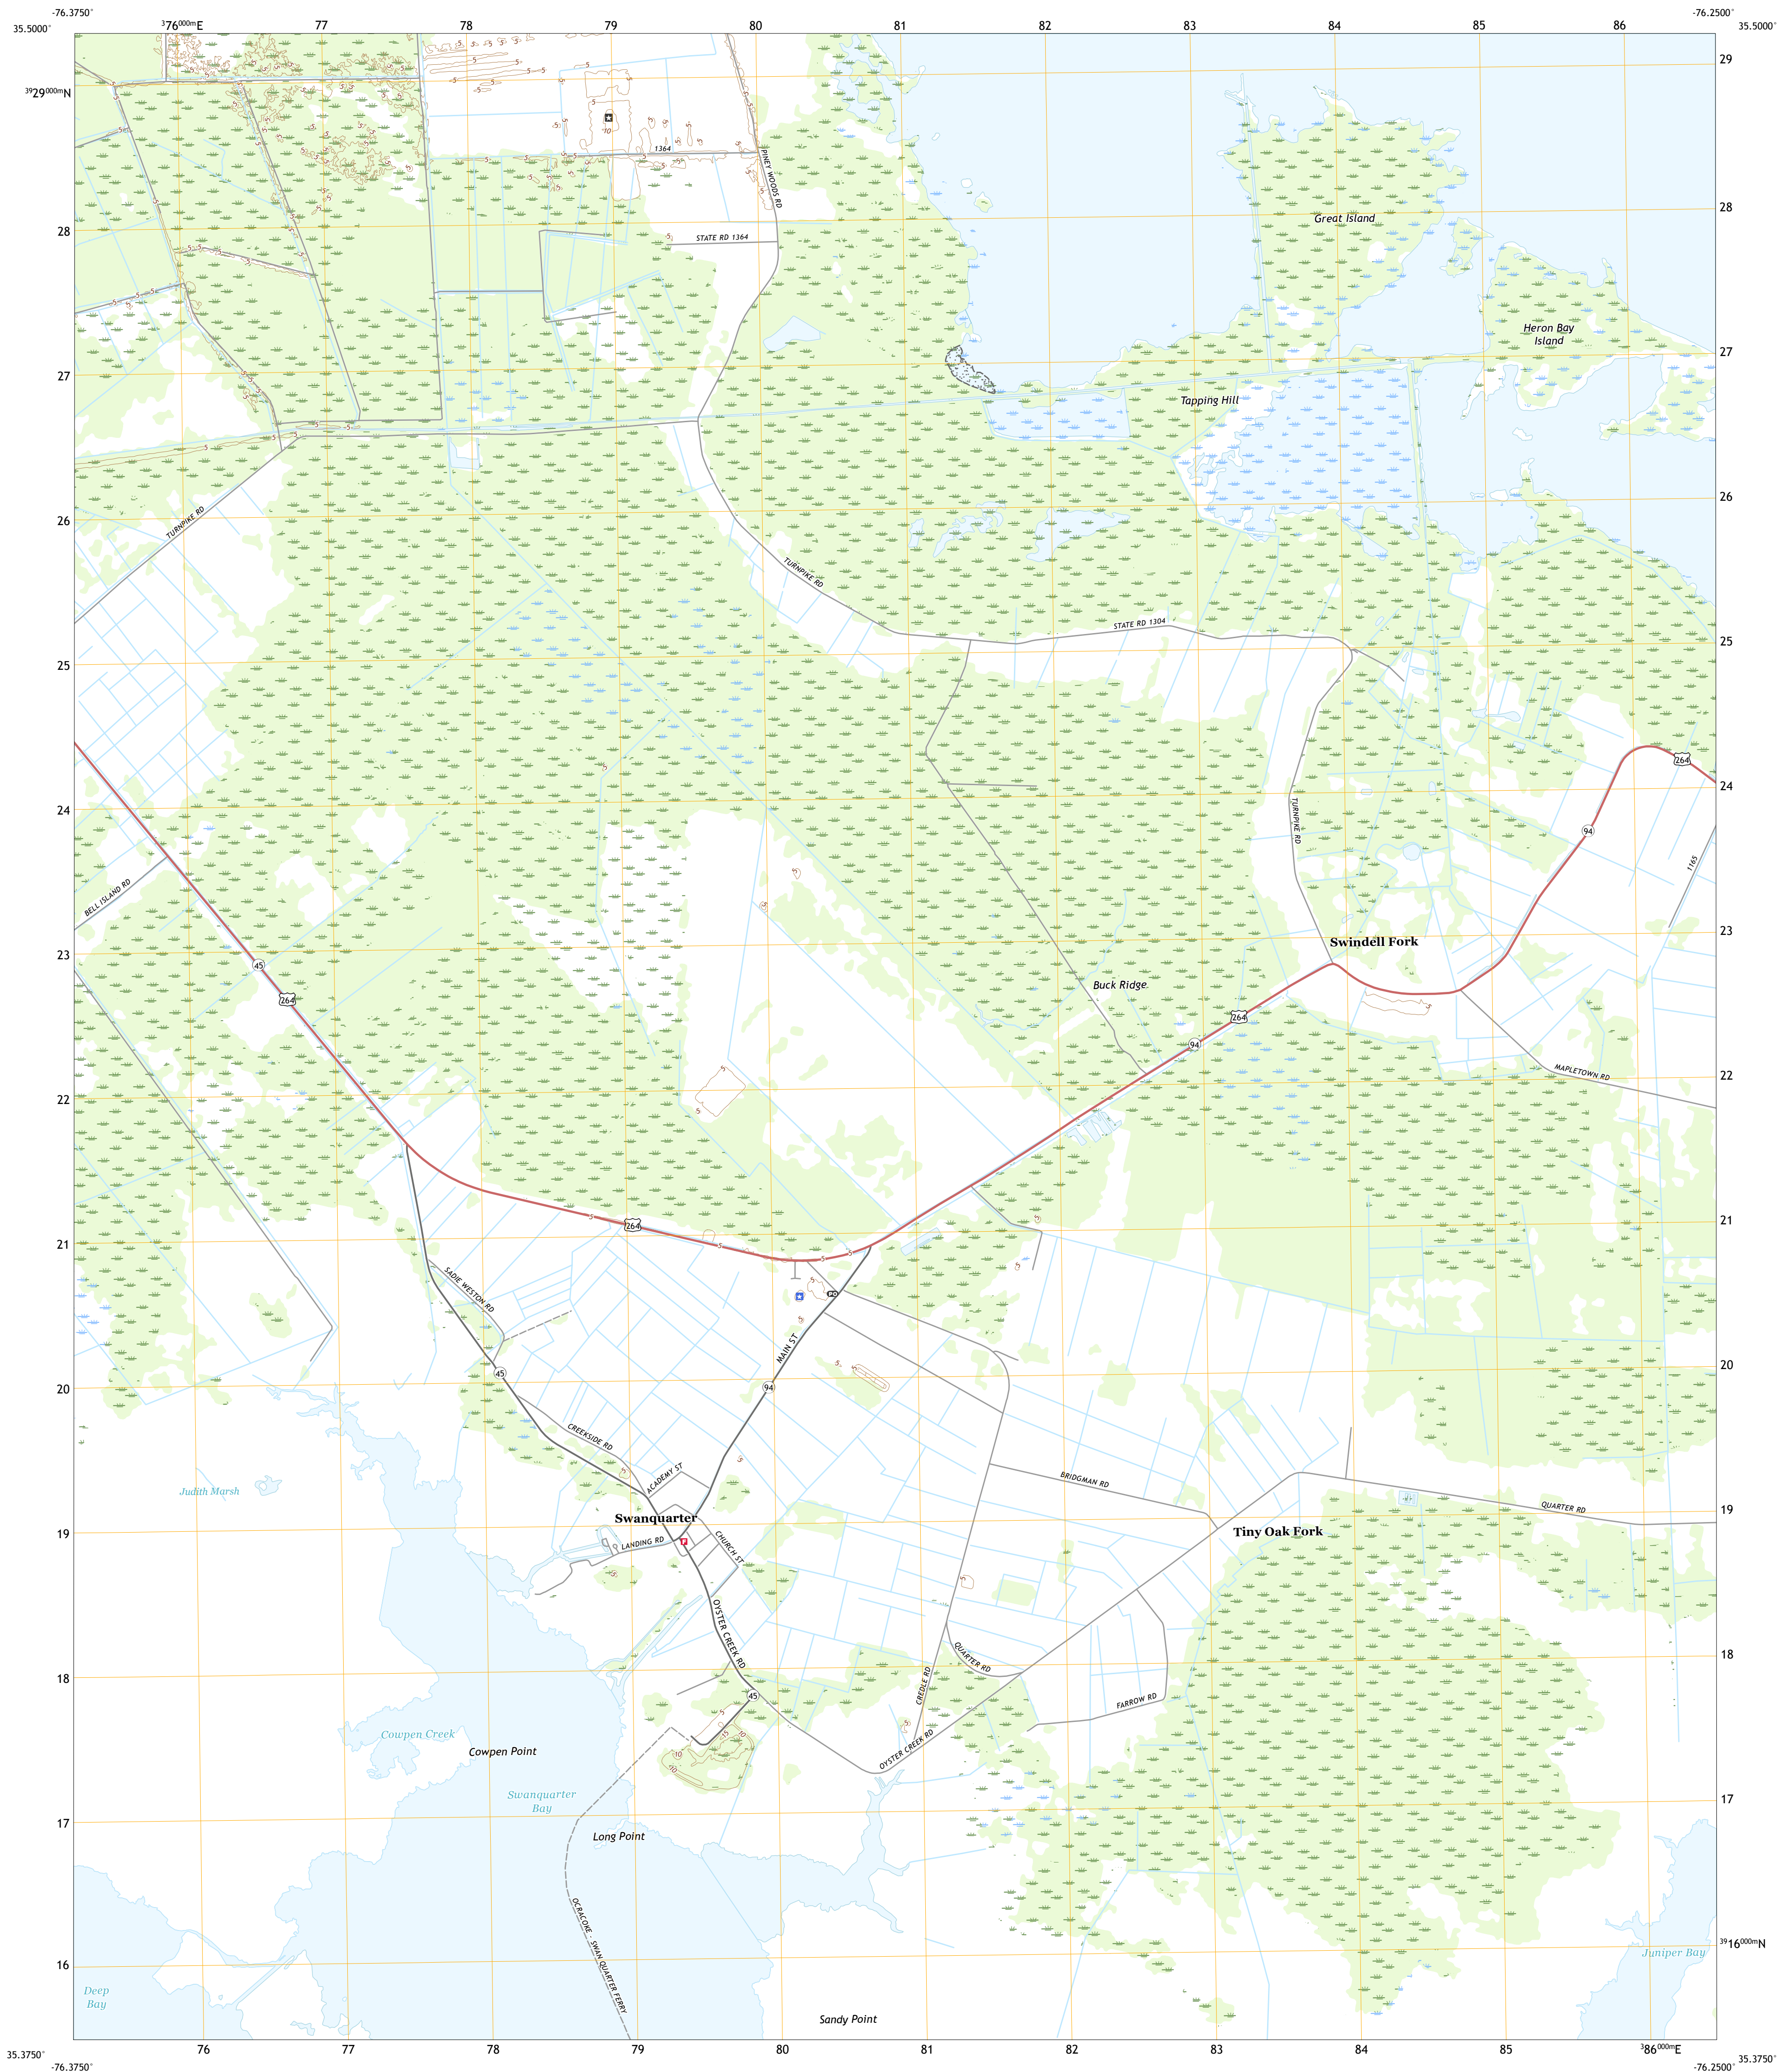 -76.3750°
-76.2500°
35.5000°
376000mE
77
78
79
80
81
82
83
84
85
86
35.5000°
29
3929000mN
1364
PINEY WOODS RD
28
Great Island
28
STATE RD 1364
Heron Bay
Island
27
27
Tapping Hill
26
26
TURNPIKE RD
TURNPIKE RD
STATE RD 1304
25
25
264
24
24
94
TURNPIKE RD
1165
BELL ISLAND RD
23
23
Swindell Fork
45
Buck Ridge
264
264
94
MAPLETOWN RD
22
22
264
21
21
SADIE WESTON RD
PO
MAIN ST
20
20
45
94
CREEKSIDE RD
ACADEMY ST
BRIDGMAN RD
Judith Marsh
QUARTER RD
19
19
Swanquarter
Tiny Oak Fork
LANDING RD
CHURCH ST
F
OYSTER CREEK RD
QUARTER RD
18
18
45
CREDLE RD
FARROW RD
Cowpen Creek
Cowpen Point
OYSTER CREEK RD
Swanquarter
Bay
17
17
Long Point
OCRACOKE - SWAN QUARTER FERRY
3916000mN
Juniper Bay
16
Deep
Bay
Sandy Point
35.3750°
76
77
78
79
80
81
82
83
84
85
386000mE
35.3750°
-76.3750°
-76.2500°